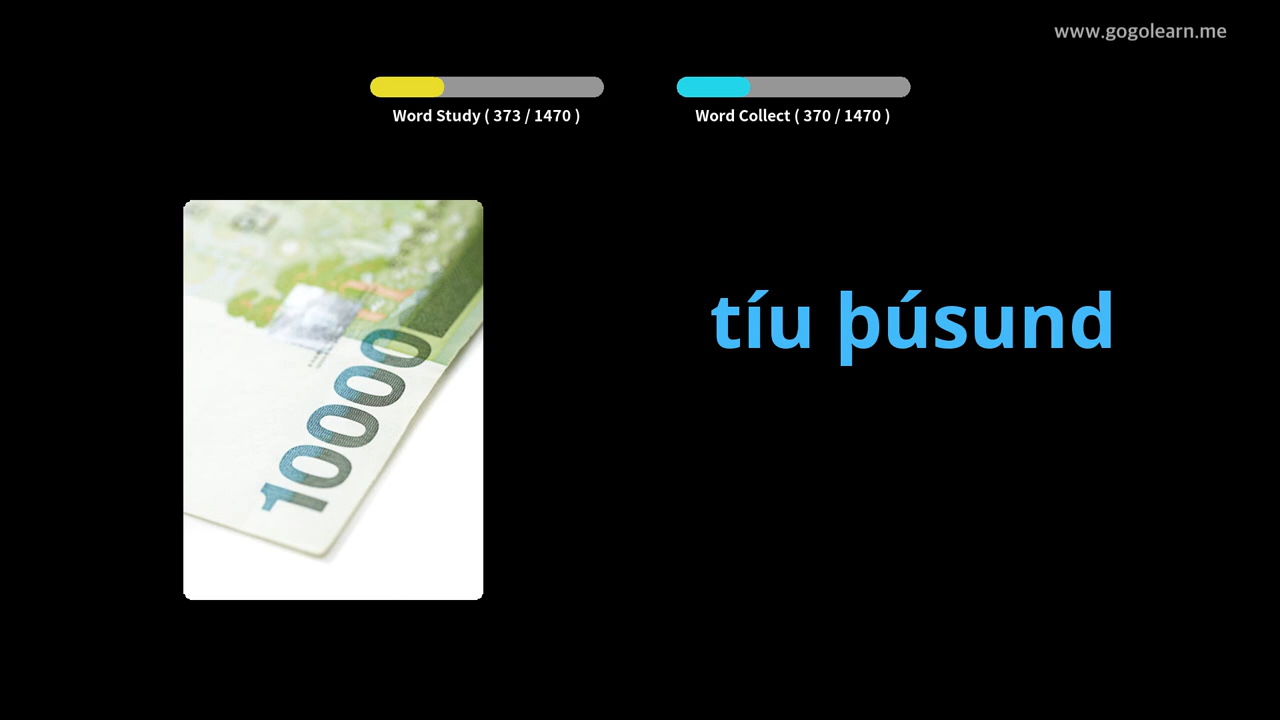 www.gogolearn.me
Word Study ( 373 / 1470 )
Word Collect ( 370 / 1470 )
10000
tíu þúsund